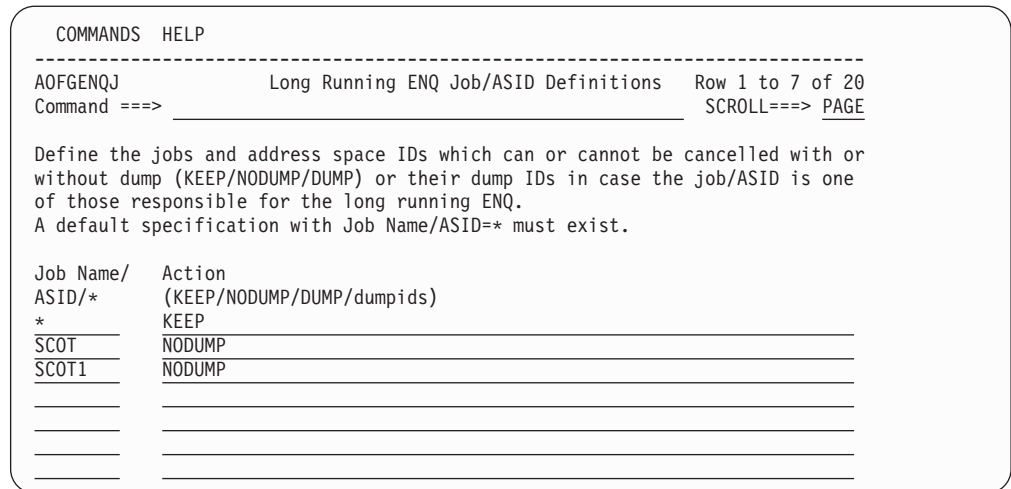 COMMANDS HELP
-------------------------------------------------------------------------------
AOFGENQJ Long Running ENQ Job/ASID Definitions Row 1 to 7 of 20
Command ===> SCROLL===> PAGE
Define the jobs and address space IDs which can or cannot be cancelled with or
without dump (KEEP/NODUMP/DUMP) or their dump IDs in case the job/ASID is one
of those responsible for the long running ENQ.
A default specification with Job Name/ASID=* must exist.
Job Name/ Action
ASID/* (KEEP/NODUMP/DUMP/dumpids)
* KEEP
SCOT NODUMP
SCOT1 NODUMP